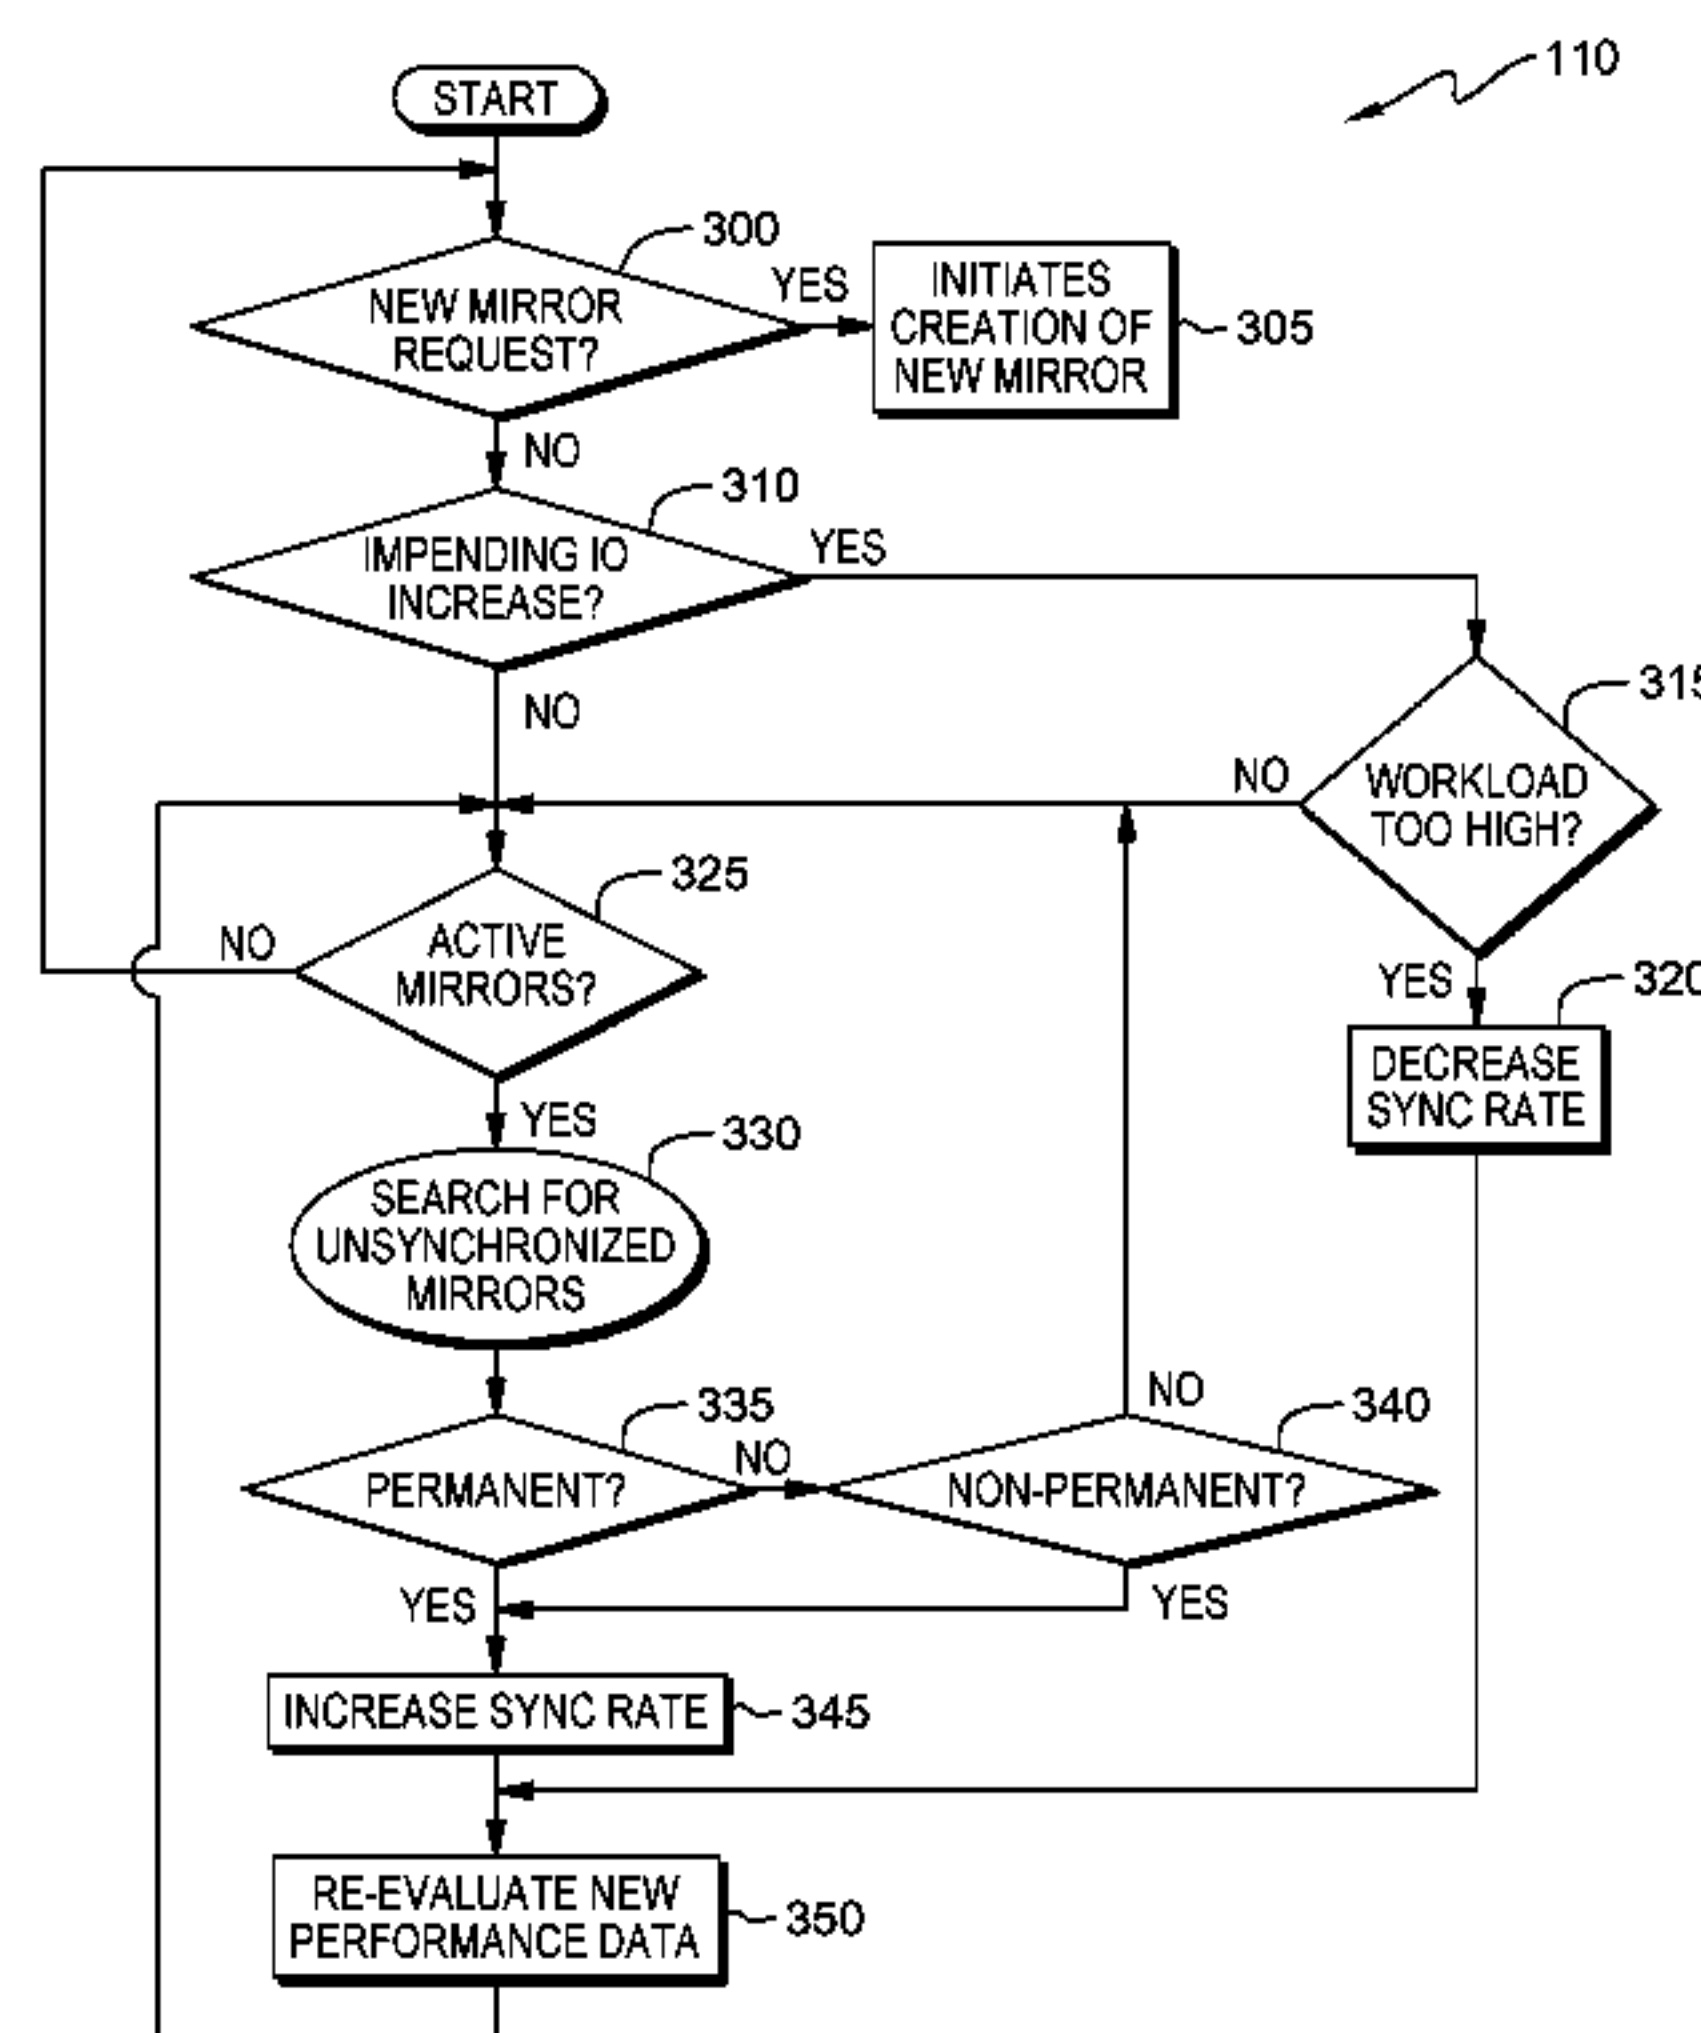 110
START
300
NEW MIRROR
REQUEST?
YES
INITIATES
CREATION OF
NEW MIRROR
305
NO
310
IMPENDING IO
INCREASE?
YES
NO
315
WORKLOAD
TOO HIGH?
NO
YES
320
DECREASE
SYNC RATE
325
ACTIVE
MIRRORS?
NO
YES
330
SEARCH FOR
UNSYNCHRONIZED
MIRRORS
335
PERMANENT?
NO
340
NON-PERMANENT?
NO
YES
YES
INCREASE SYNC RATE
345
RE-EVALUATE NEW
PERFORMANCE DATA
350